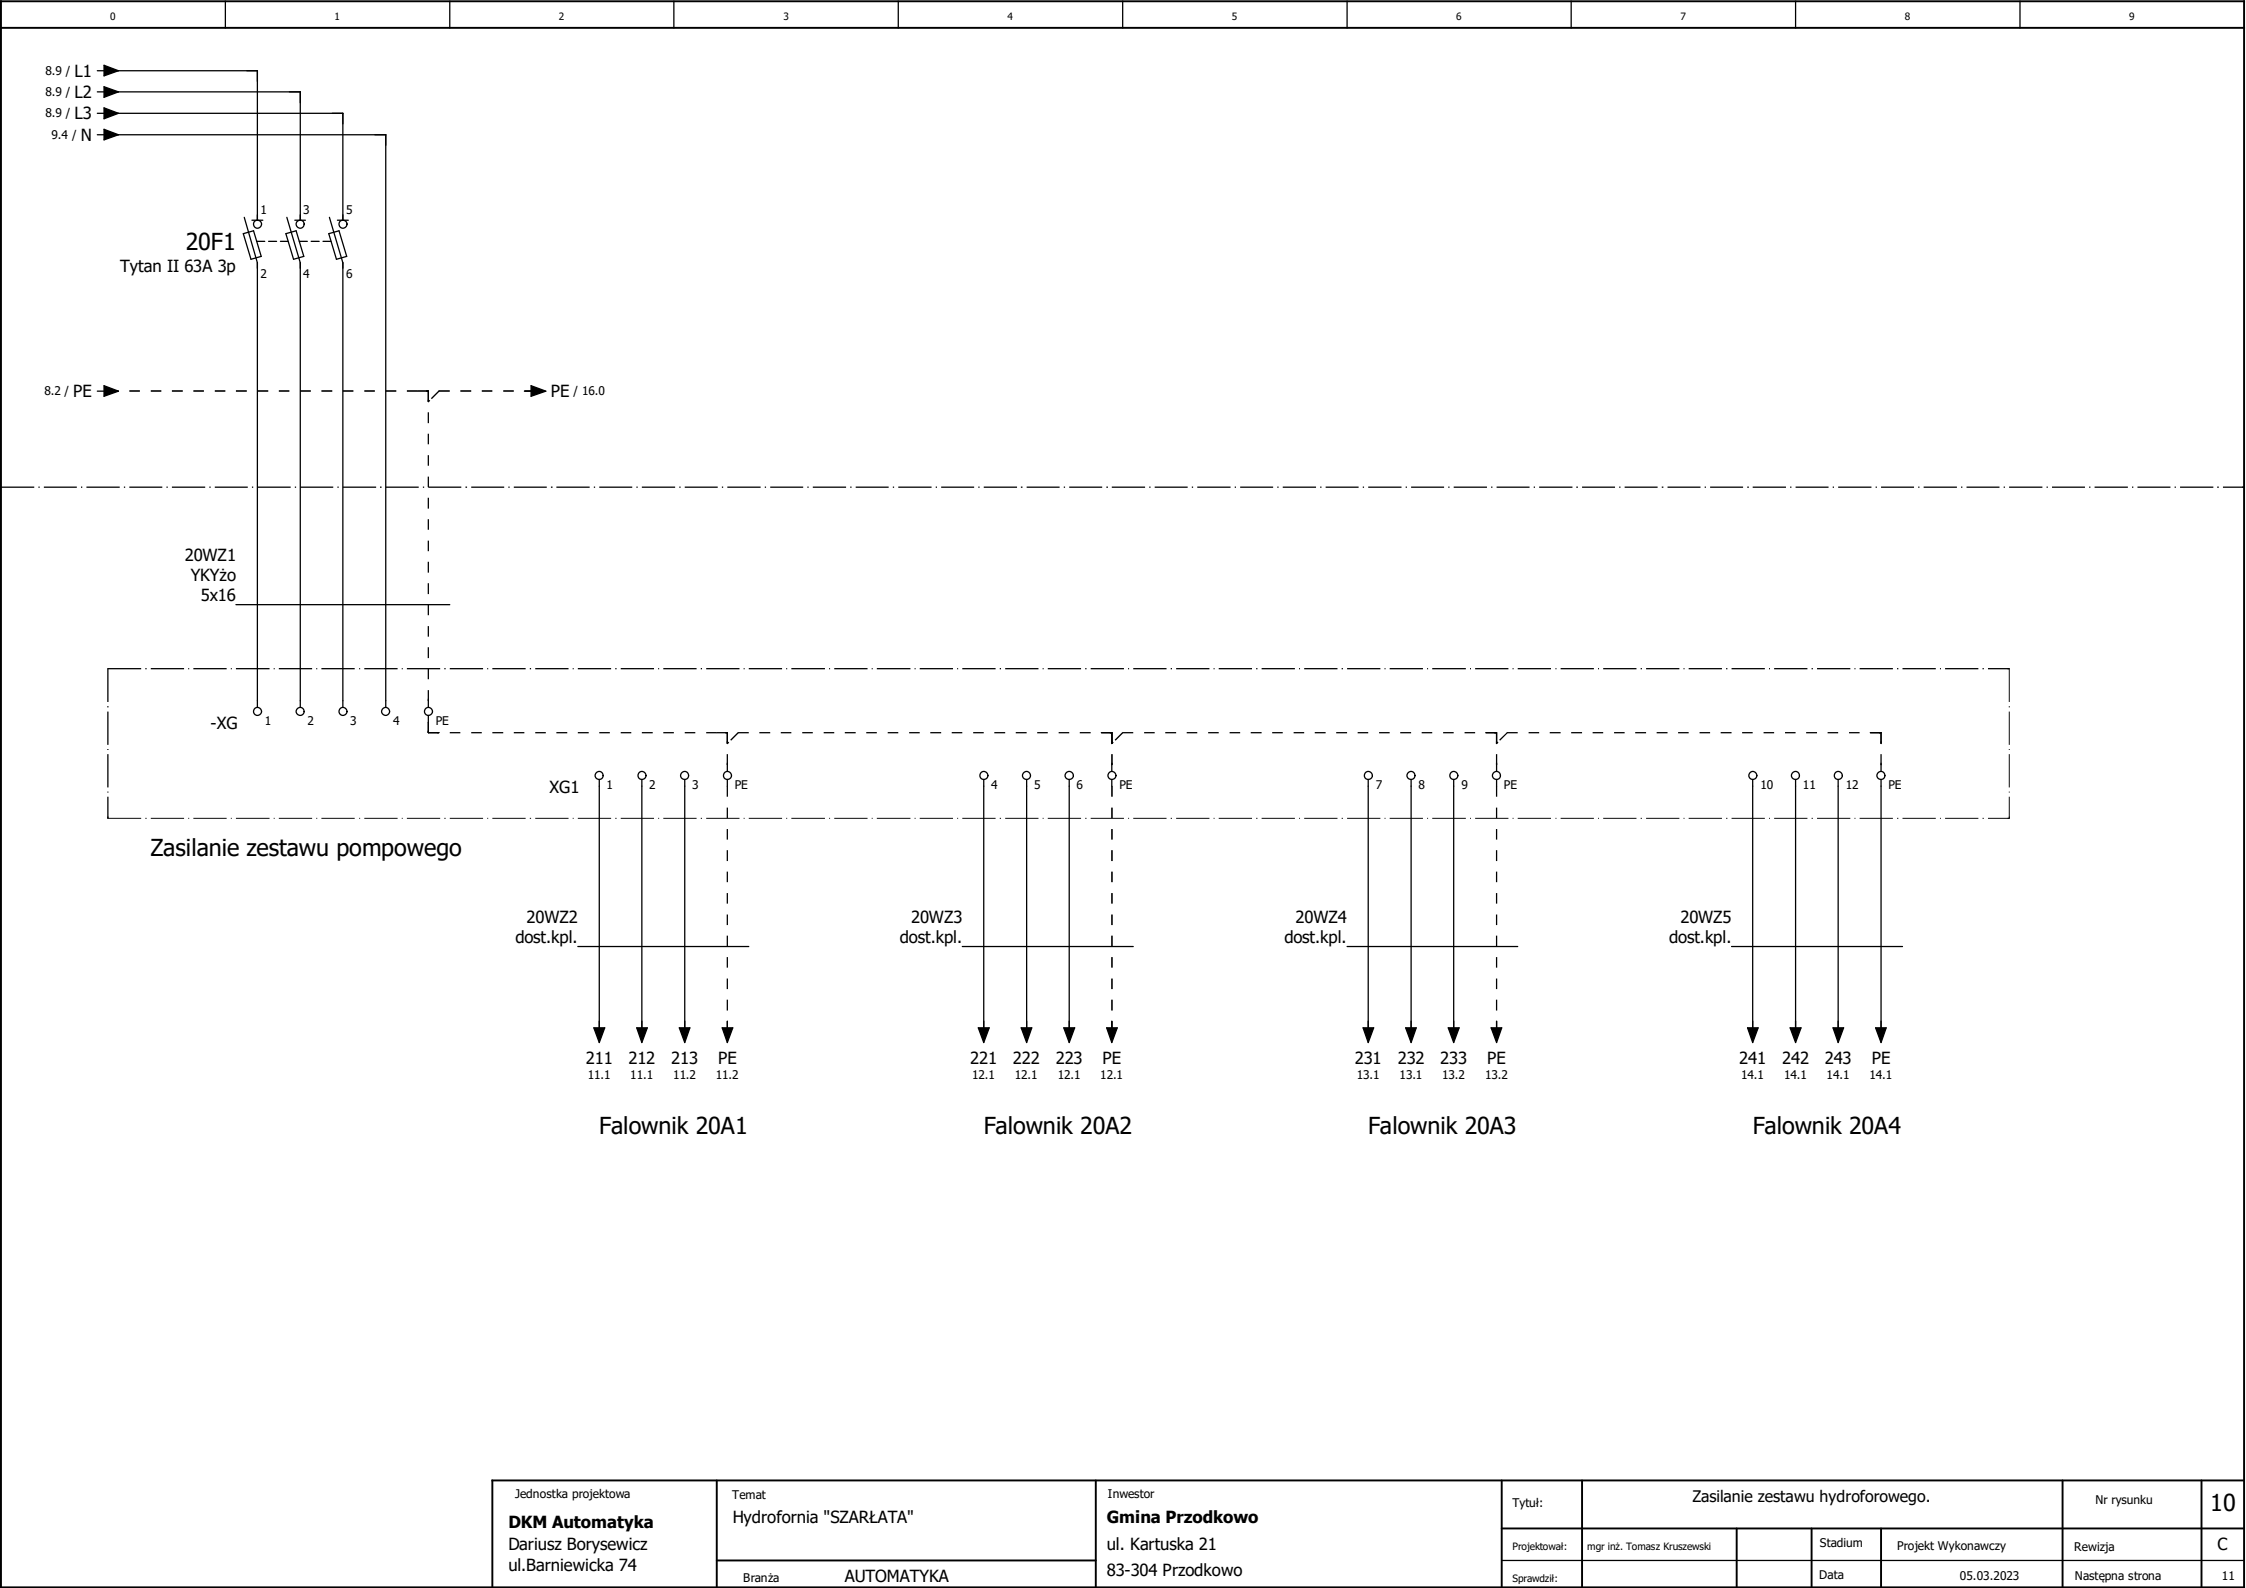 0 1 2 3 4 5 6 7 8 9
8.9 / L1
8.9 / L2
8.9 / L3
9.4 / N
1 3 5
20F1
Tytan II 63A 3p
2 4 6
8.2 / PE
PE / 16.0
20WZ1
YKYżo
5x16
-XG 1 2 3 4 PE
XG1 1 2 3 PE 4 5 6 PE 7 8 9 PE 10 11 12 PE
Zasilanie zestawu pompowego
20WZ2 20WZ3 20WZ4 20WZ5
dost.kpl. dost.kpl. dost.kpl. dost.kpl.
211 212 213 PE 221 222 223 PE 231 232 233 PE 241 242 243 PE
11.1 11.1 11.2 11.2 12.1 12.1 12.1 12.1 13.1 13.1 13.2 13.2 14.1 14.1 14.1 14.1
Falownik 20A1 Falownik 20A2 Falownik 20A3 Falownik 20A4
Jednostka projektowa
DKM Automatyka
Dariusz Borysewicz
ul.Barniewicka 74
Temat
Hydrofornia "SZARŁATA"
Branża AUTOMATYKA
Inwestor
Gmina Przodkowo
ul. Kartuska 21
83-304 Przodkowo
Tytuł: Zasilanie zestawu hydroforowego. Nr rysunku 10
Projektował: mgr inż. Tomasz Kruszewski Stadium Projekt Wykonawczy Rewizja C
Sprawdził: Data 05.03.2023 Następna strona 11